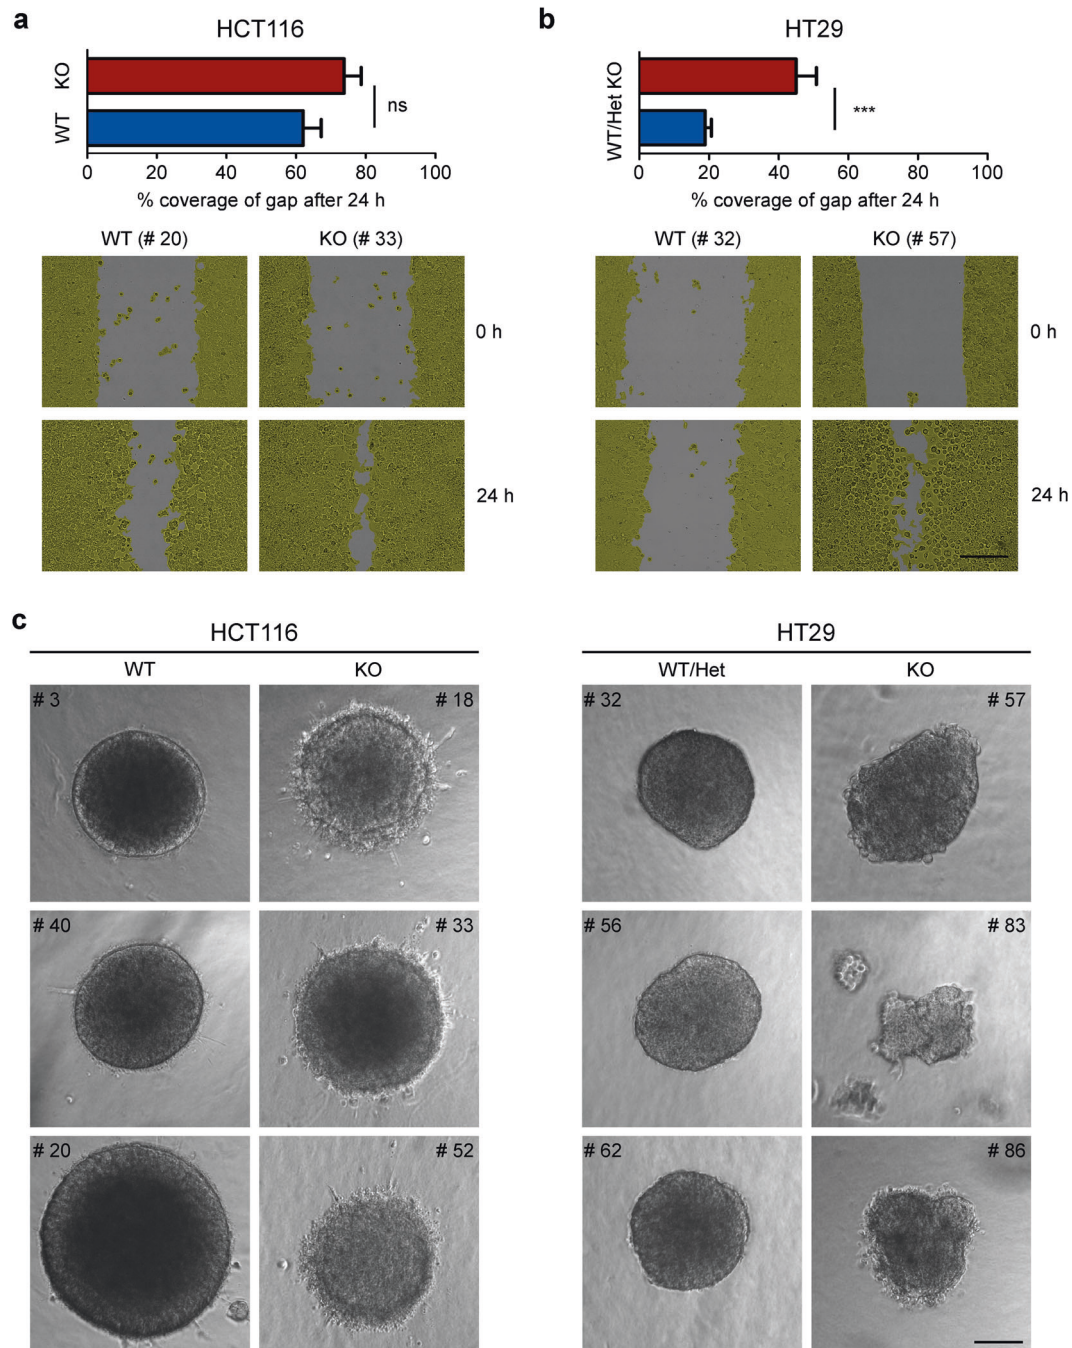 a
HCT116
KO
WT
ns
0 20 40 60 80 100
% coverage of gap after 24 h
WT (# 20) KO (# 33)
0 h
24 h
b
HT29
WT/Het KO
***
0 20 40 60 80 100
% coverage of gap after 24 h
WT (# 32) KO (# 57)
0 h
24 h
c
HCT116 HT29
WT KO WT/Het KO
# 3 # 18 # 32 # 57
# 40 # 33 # 56 # 83
# 20 # 52 # 62 # 86